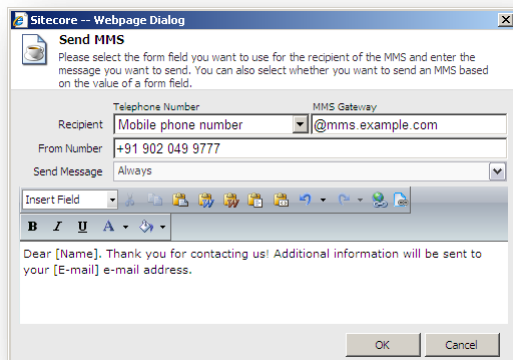 Sitecore -- Webpage Dialog
Send MMS
Please select the form field you want to use for the recipient of the MMS and enter the
message you want to send. You can also select whether you want to send an MMS based
on the value of a form field.
Telephone Number MMS Gateway
Recipient Mobile phone number @mms.example.com
From Number +91 902 049 9777
Send Message Always
Insert Field
B I U A
Dear [Name]. Thank you for contacting us! Additional information will be sent to
your [E-mail] e-mail address.
OK Cancel